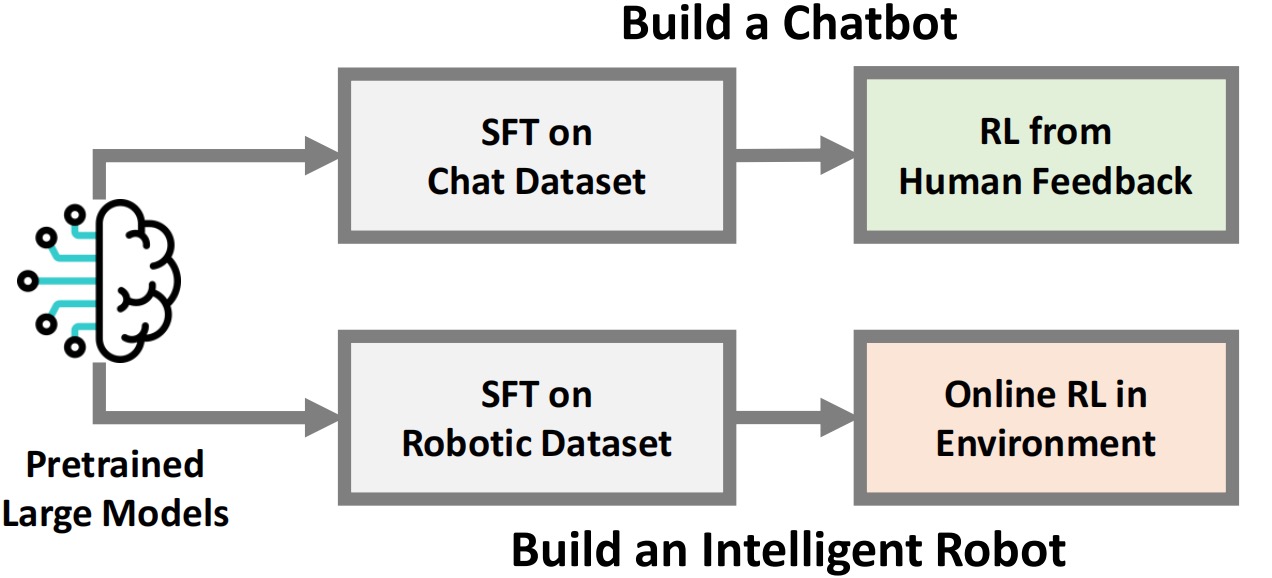 Build a Chatbot
SFT on
Chat Dataset
RL from
Human Feedback
Pretrained
Large Models
SFT on
Robotic Dataset
Online RL in
Environment
Build an Intelligent Robot